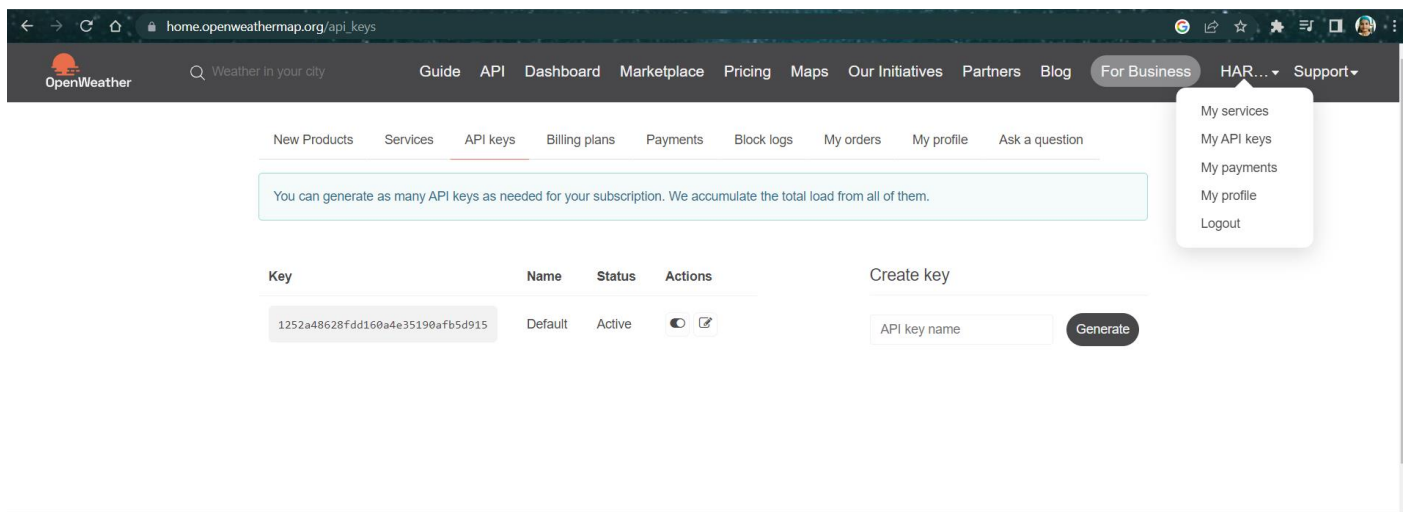 home.openweathermap.org/api_keys
OpenWeather
Weather in your city
Guide API Dashboard Marketplace Pricing Maps Our Initiatives Partners Blog For Business HAR... Support
My services
My API keys
My payments
My profile
Logout
New Products Services API keys Billing plans Payments Block logs My orders My profile Ask a question
You can generate as many API keys as needed for your subscription. We accumulate the total load from all of them.
Key Name Status Actions
1252a48628fdd160a4e35190afb5d915 Default Active
Create key
API key name Generate